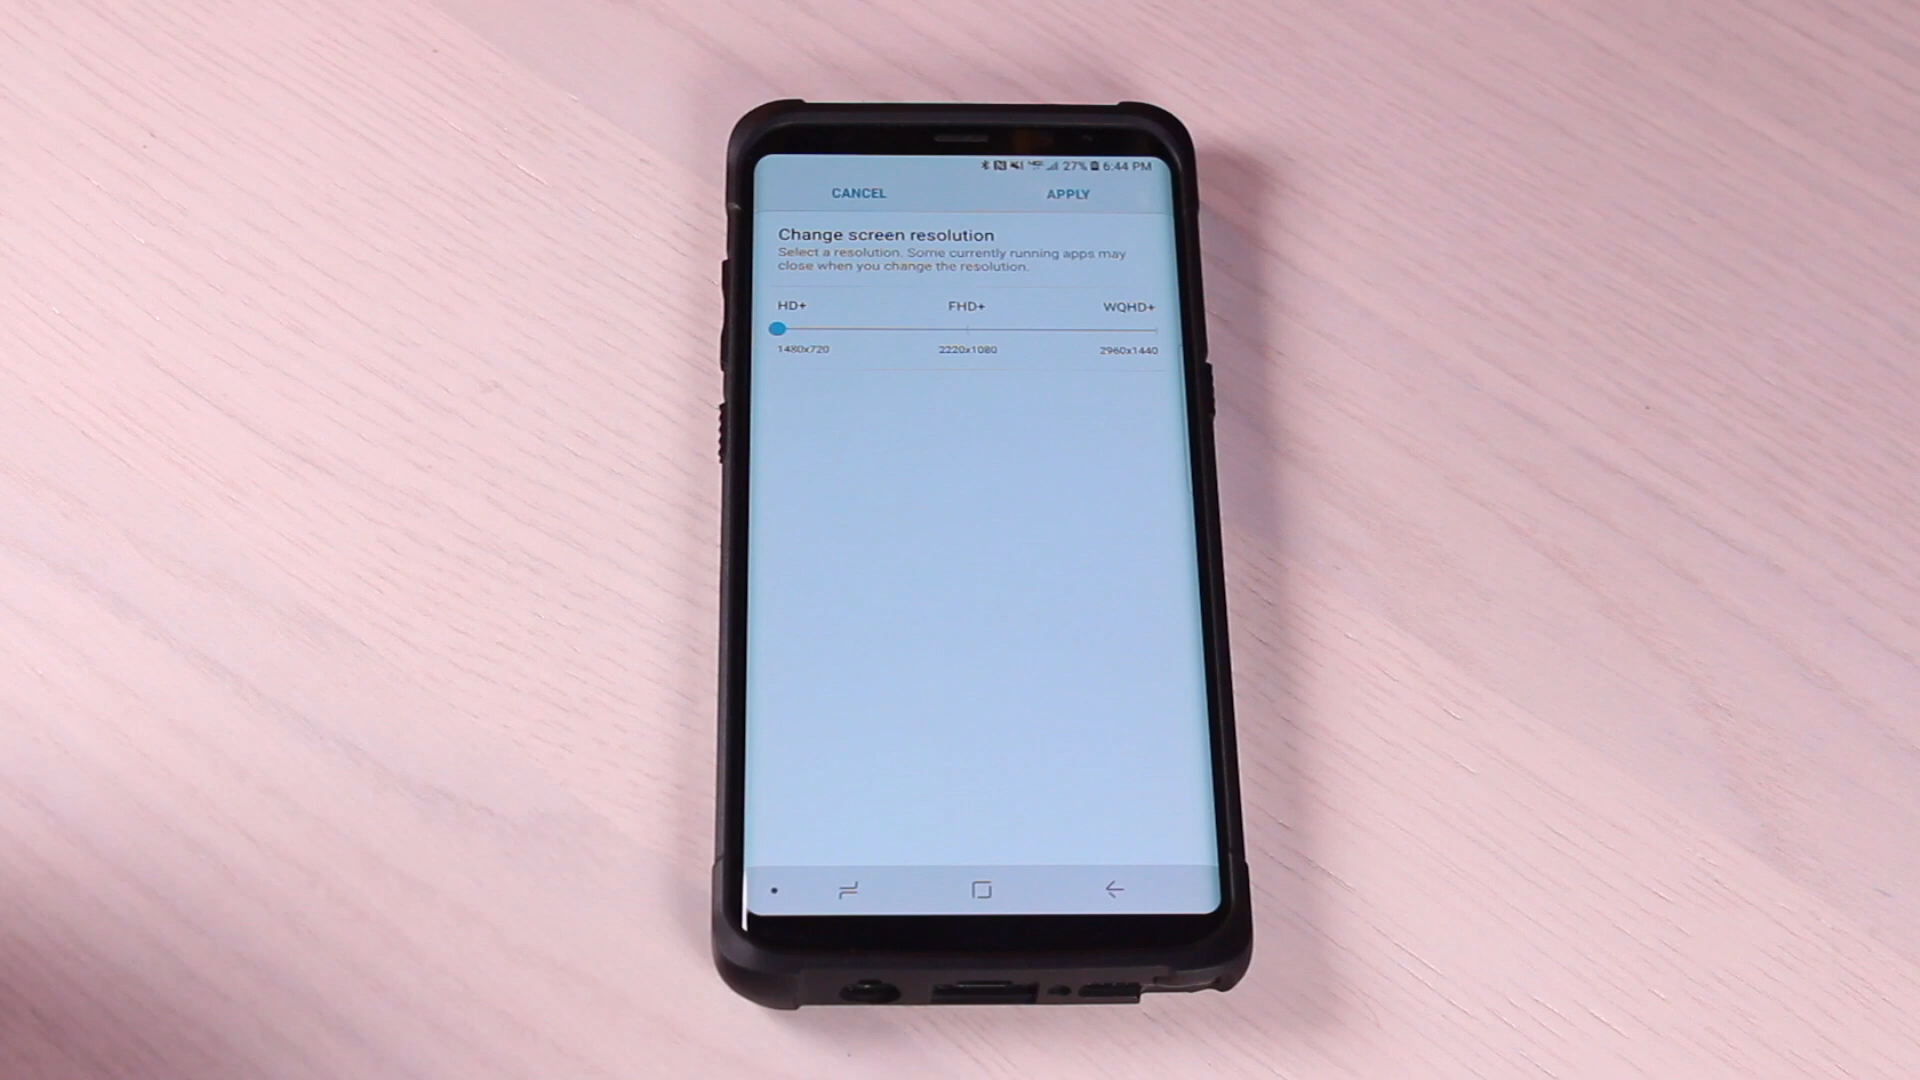 27% 6:44 PM
CANCEL APPLY
Change screen resolution
Select a resolution. Some currently running apps may
close when you change the resolution.
HD+ FHD+ WQHD+
1480x720 2220x1080 2960x1440